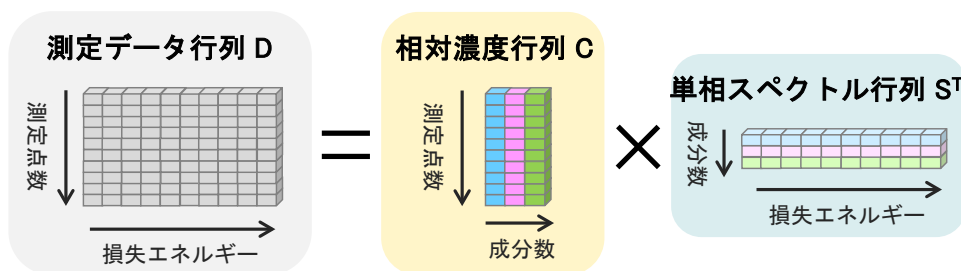 測定データ行列 D
測定点数
損失エネルギー
=
相対濃度行列 C
測定点数
成分数
×
単相スペクトル行列 Sᵀ
成分数
損失エネルギー